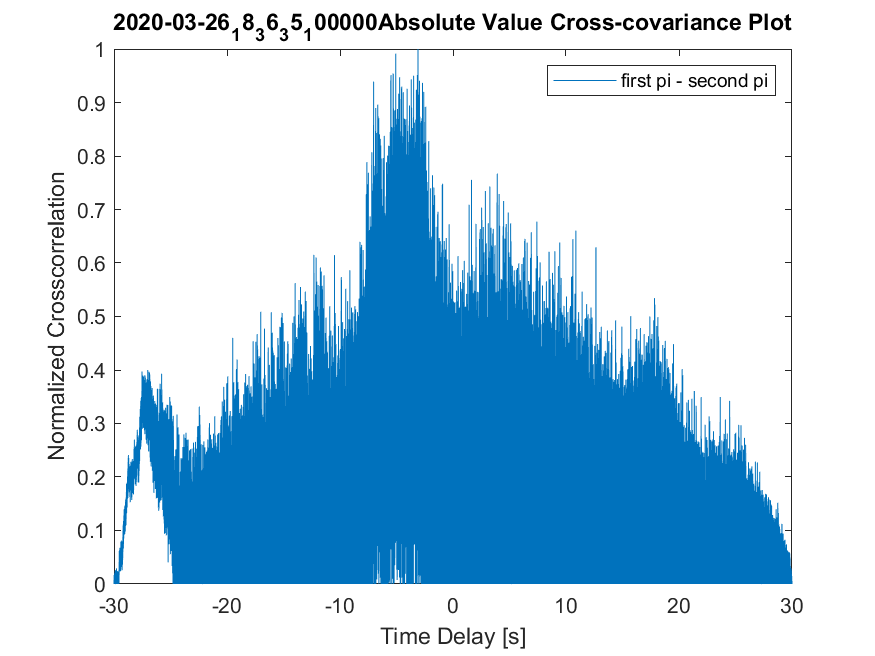 2020-03-26₁8₃6₃5₁00000Absolute Value Cross-covariance Plot
first pi - second pi
Normalized Crosscorrelation
1
0.9
0.8
0.7
0.6
0.5
0.4
0.3
0.2
0.1
0
-30 -20 -10 0 10 20 30
Time Delay [s]